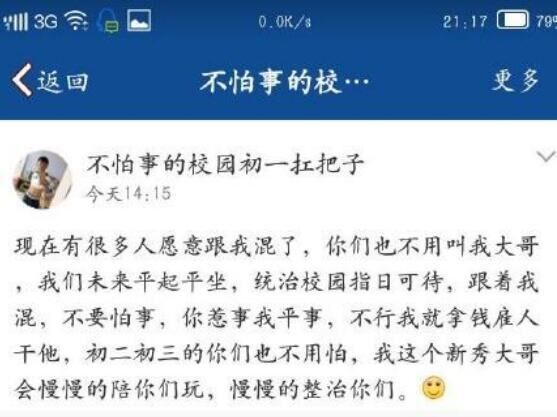 3G 0.0K/s 21:17 79%
返回 不怕事的校… 更多
不怕事的校园初一扛把子
今天14:15
现在有很多人愿意跟我混了，你们也不用叫我大哥
，我们未来平起平坐，统治校园指日可待，跟着我
混，不要怕事，你惹事我平事，不行我就拿钱雇人
干他，初二初三的你们也不用怕，我这个新秀大哥
会慢慢的陪你们玩，慢慢的整治你们。